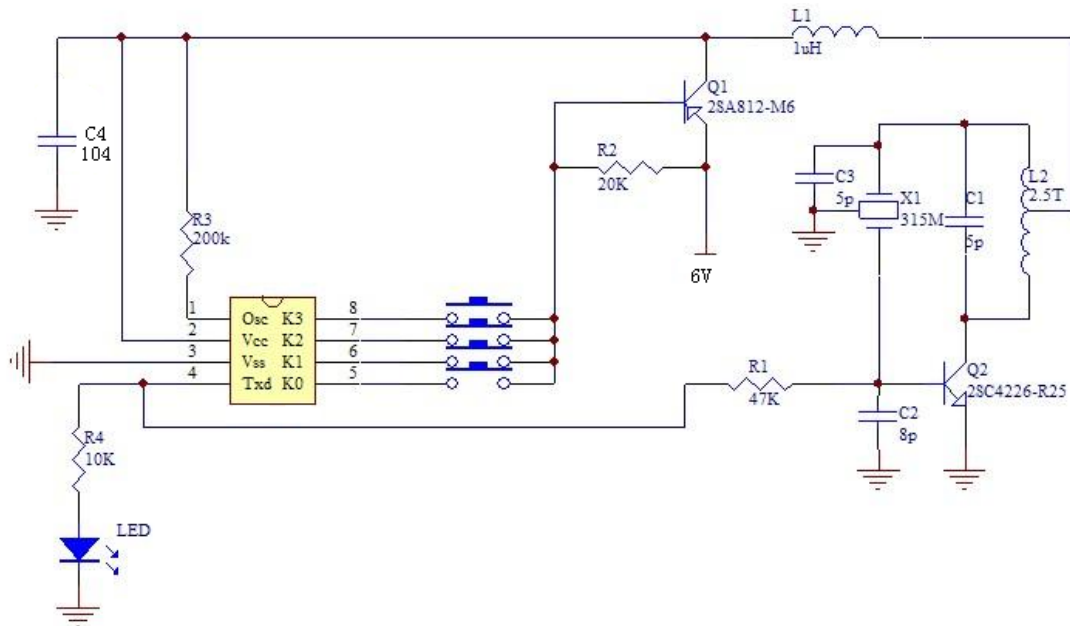 L1
1uH
Q1
2SA812-M6
C4
104
R2
20K
C3
5p
X1
315M
C1
5p
L2
2.5T
R3
200k
6V
1 Osc K3 8
2 Vcc K2 7
3 Vss K1 6
4 Txd K0 5
R1
47K
Q2
2SC4226-R25
C2
8p
R4
10K
LED